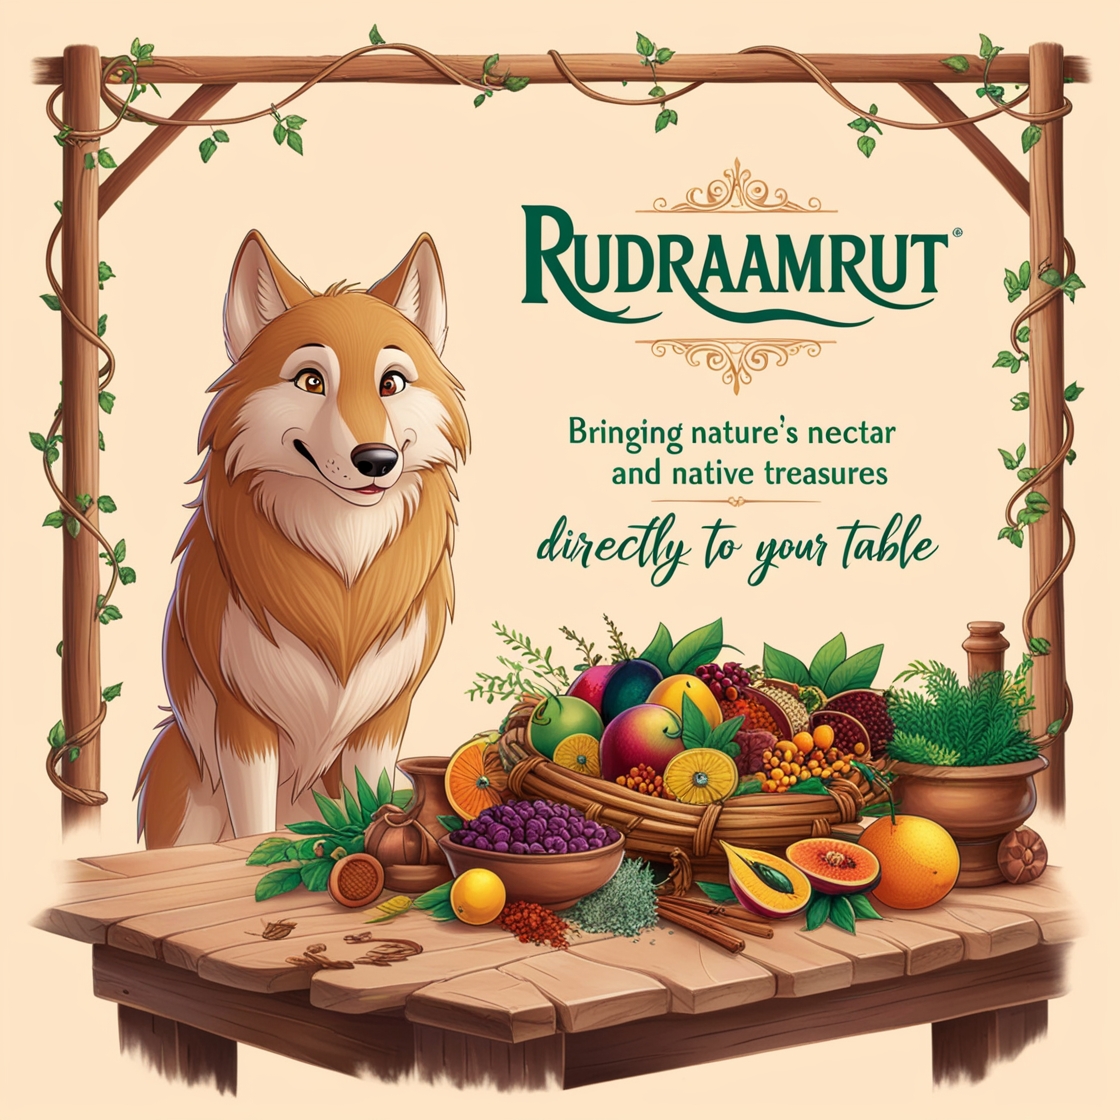 RUDRAAMRUT®
Bringing nature's nectar
and native treasures
directly to your table